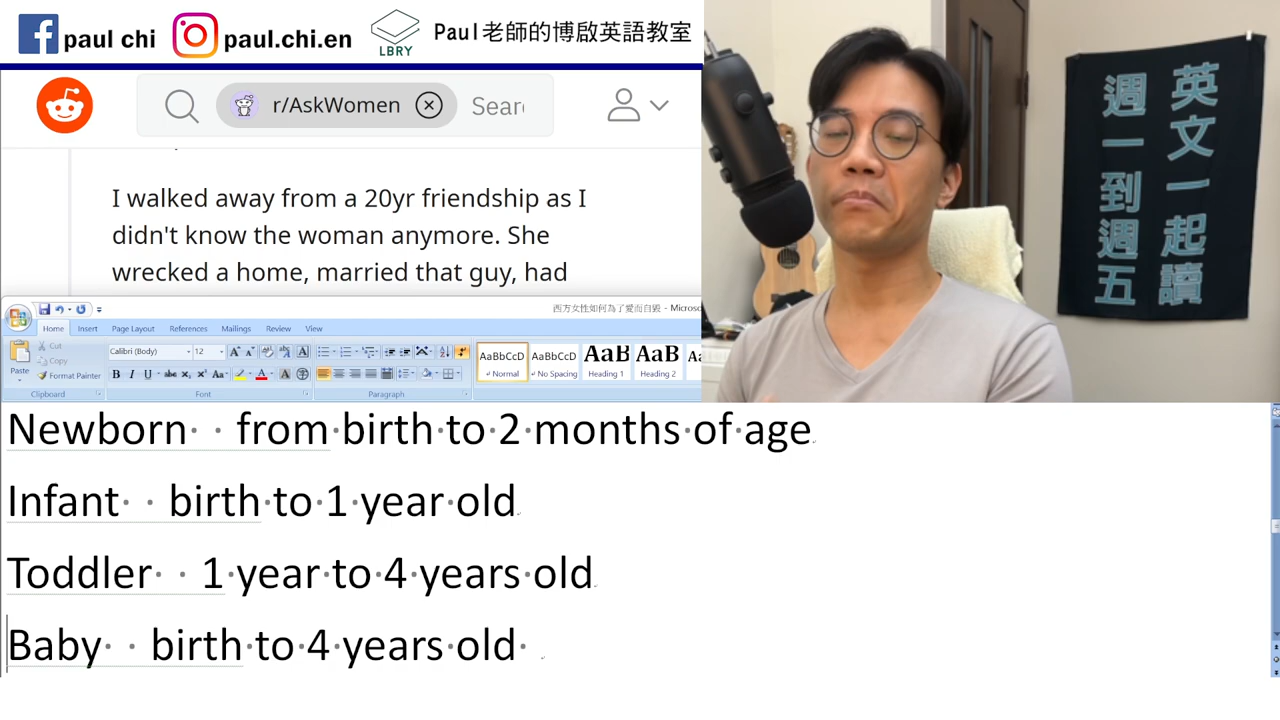 paul chi
paul.chi.en
LBRY
Paul老師的博啟英語教室
r/AskWomen
Sear
I walked away from a 20yr friendship as I
didn't know the woman anymore. She
wrecked a home, married that guy, had
西方女性如何為了愛而自毀 - Microso
Home Insert Page Layout References Mailings Review View
Paste
Cut
Copy
Format Painter
Clipboard
Calibri (Body) 12
Font
Paragraph
AaBbCcD AaBbCcD AaBb AaBb
Normal No Spacing Heading 1 Heading 2
英文一起讀
週一到週五
Newborn from birth to 2 months of age
Infant birth to 1 year old
Toddler 1 year to 4 years old
Baby birth to 4 years old